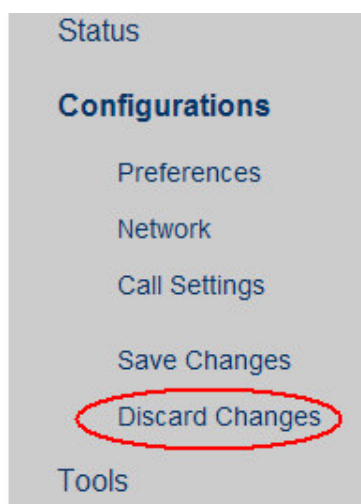 Status
Configurations
Preferences
Network
Call Settings
Save Changes
Discard Changes
Tools